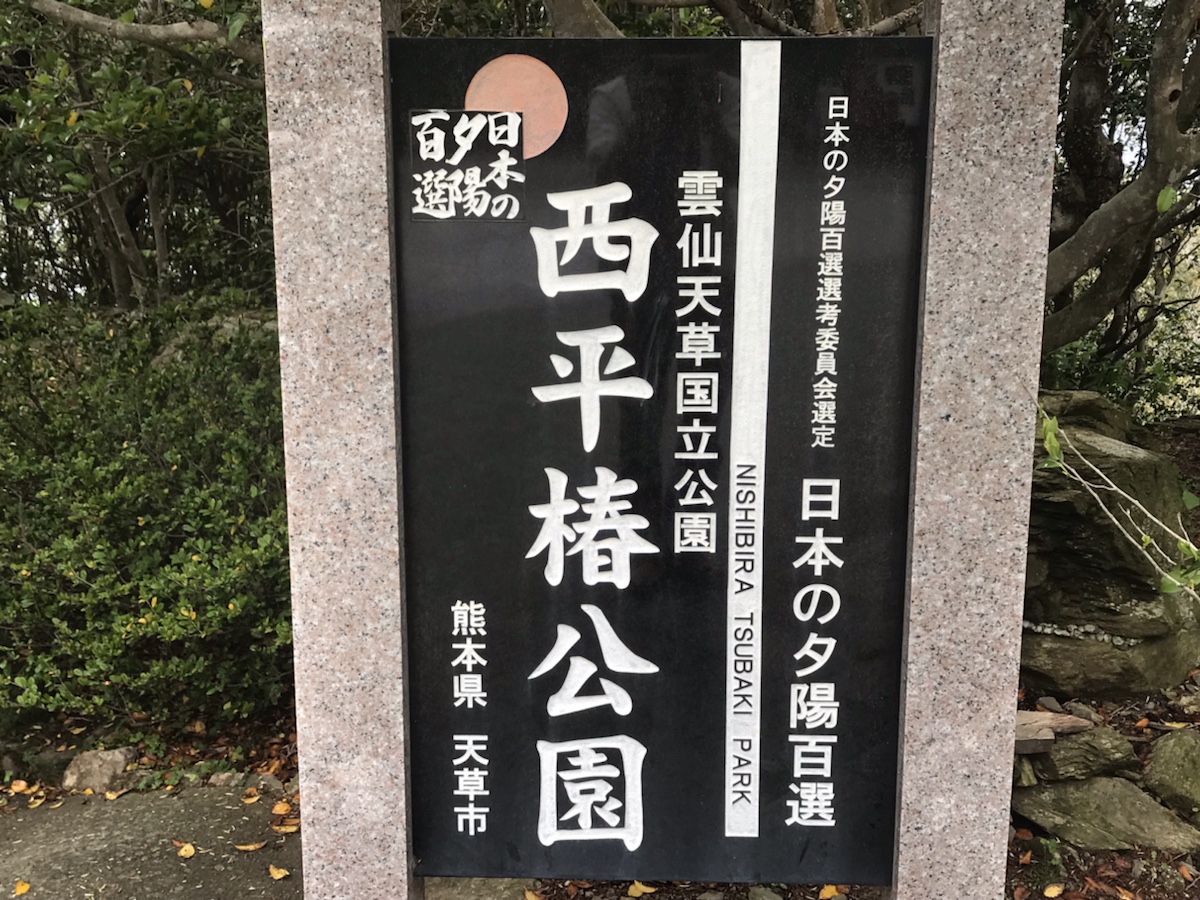 日本の夕陽百選選考委員会選定
日本の夕陽百選
NISHIBIRA TSUBAKI PARK
雲仙天草国立公園
西平椿公園
日本の
夕陽
百選
熊本県 天草市